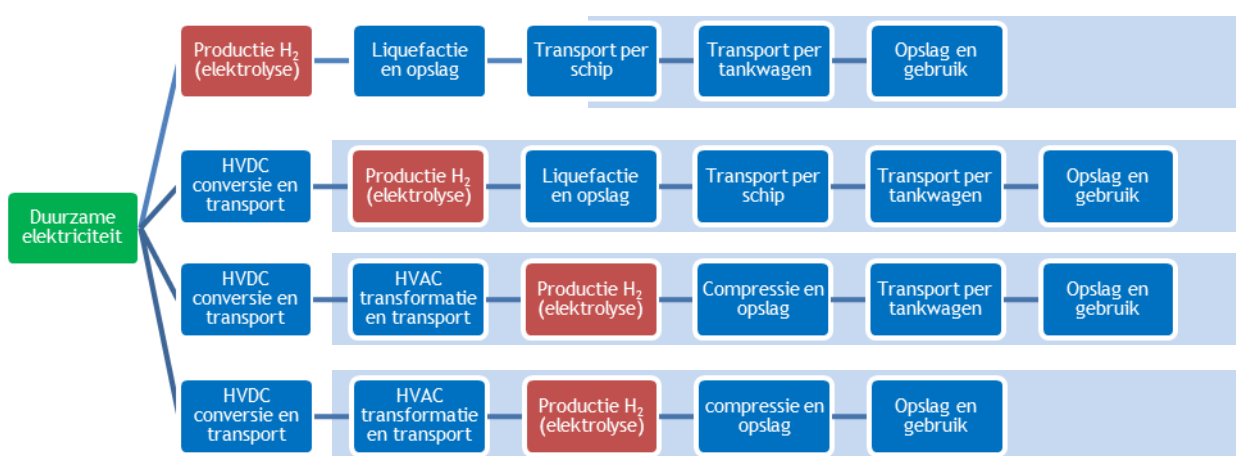 Productie H₂
(elektrolyse)
Liquefactie
en opslag
Transport per
schip
Transport per
tankwagen
Opslag en
gebruik
HVDC
conversie en
transport
Productie H₂
(elektrolyse)
Liquefactie
en opslag
Transport per
schip
Transport per
tankwagen
Opslag en
gebruik
Duurzame
elektriciteit
HVDC
conversie en
transport
HVAC
transformatie
en transport
Productie H₂
(elektrolyse)
Compressie en
opslag
Transport per
tankwagen
Opslag en
gebruik
HVDC
conversie en
transport
HVAC
transformatie
en transport
Productie H₂
(elektrolyse)
compressie en
opslag
Opslag en
gebruik